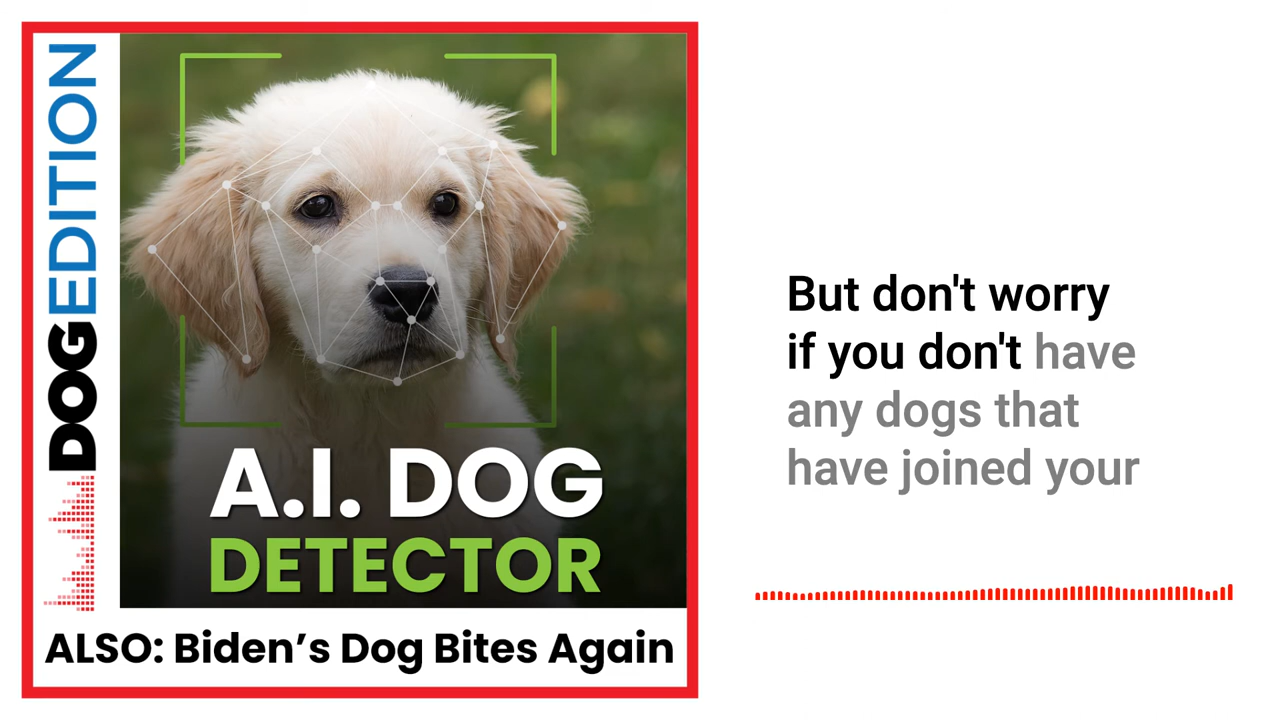 DOGEDITION
A.I. DOG
DETECTOR
ALSO: Biden’s Dog Bites Again
But don't worry
if you don't have
any dogs that
have joined your